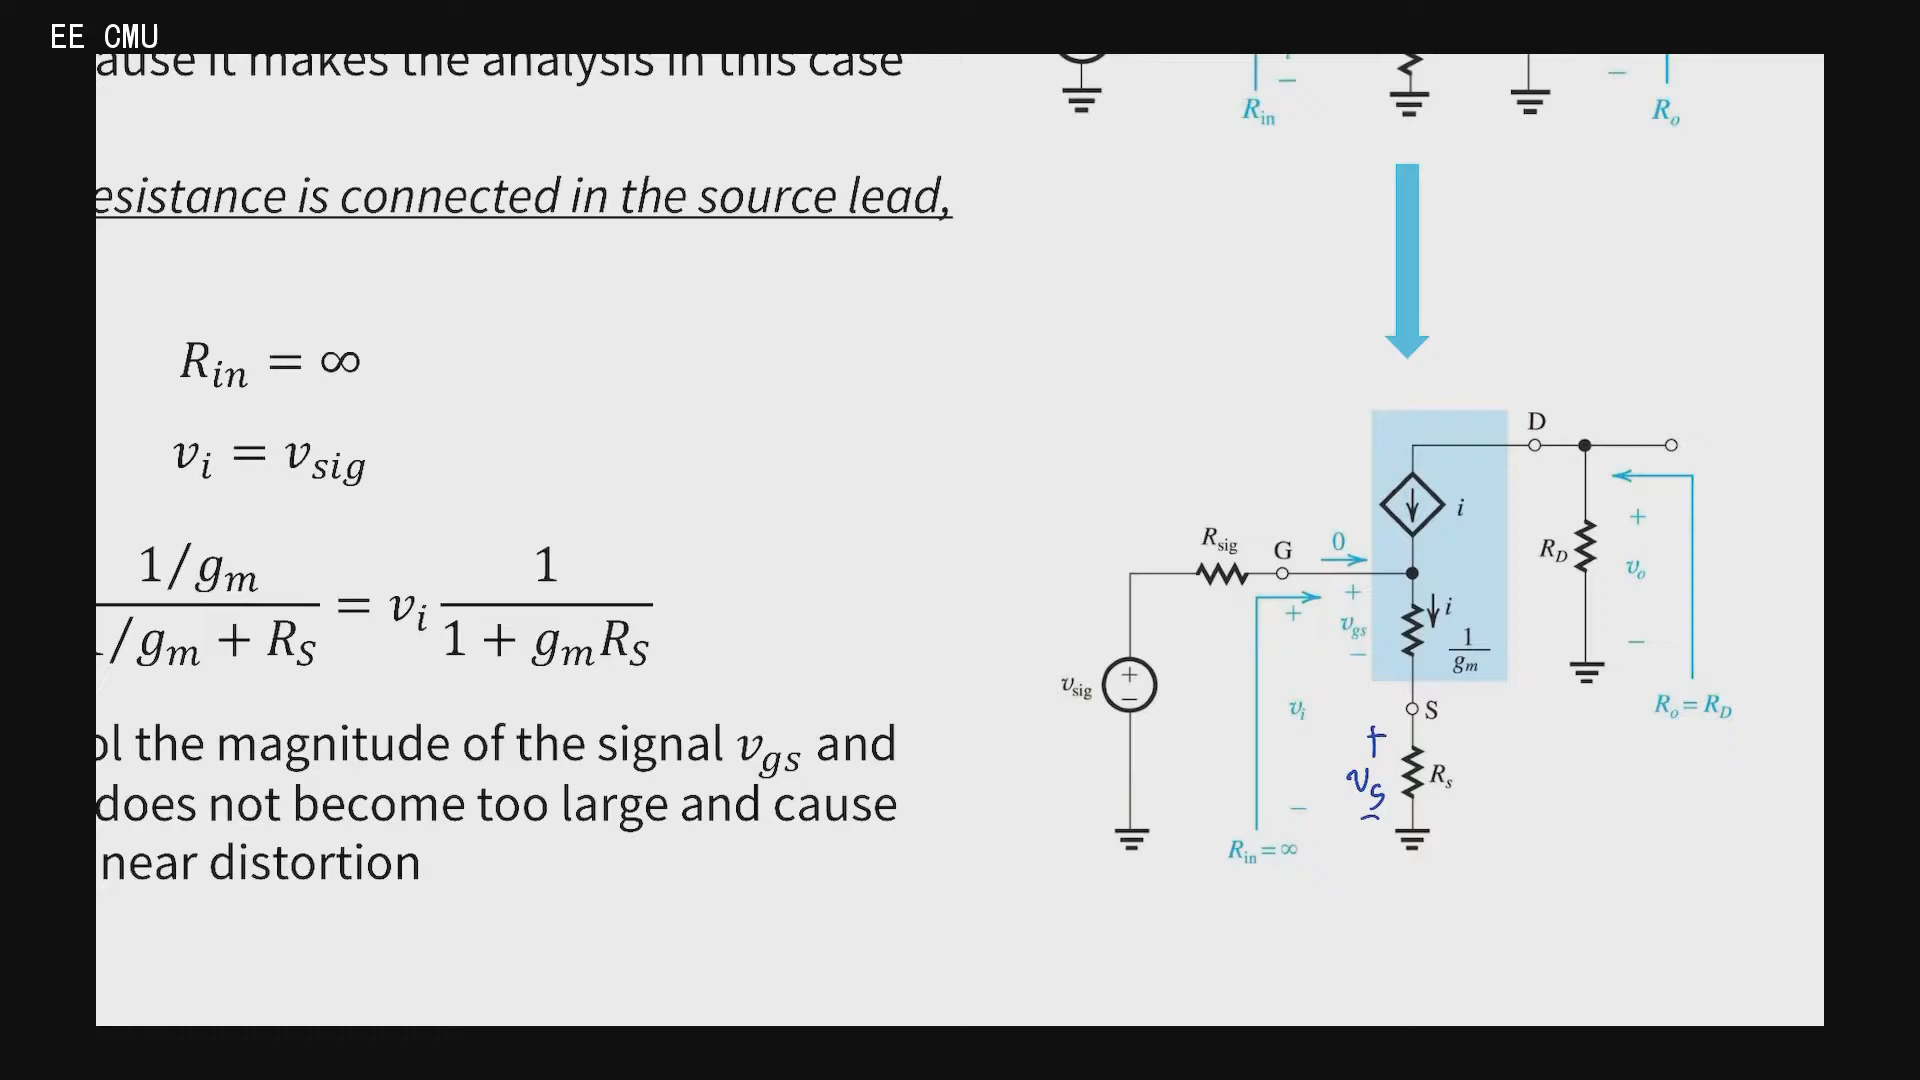 EE CMU
ause it makes the analysis in this case
esistance is connected in the source lead,
R_in = ∞
v_i = v_sig
1/g_m / /g_m + R_S = v_i 1 / 1 + g_m R_S
ol the magnitude of the signal v_gs and
does not become too large and cause
near distortion
− −
R_in R_o
D
i
R_sig G 0
+ + v_gs −
i
1/g_m
R_D
+ v_o −
v_sig + −
v_i
−
S
+
v_s
−
R_s
R_o = R_D
R_in = ∞